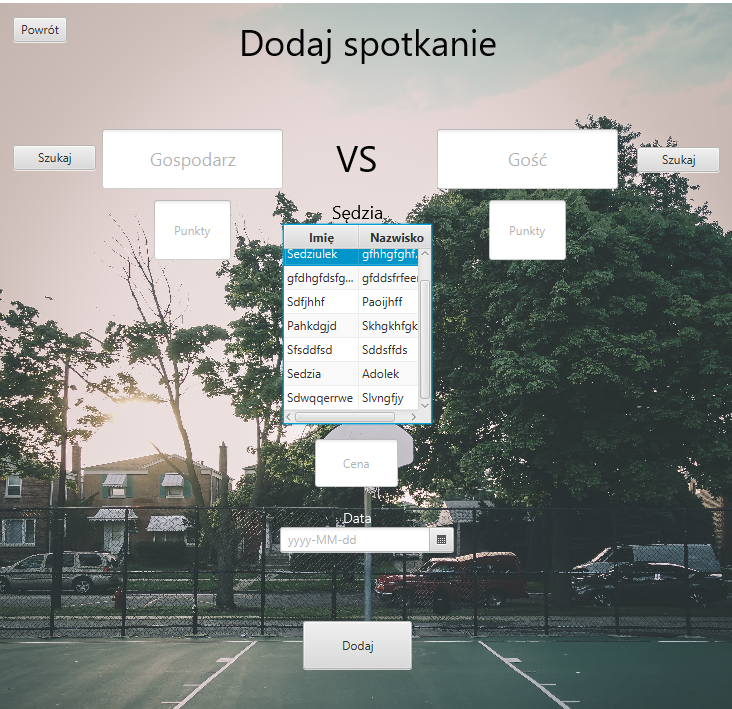 Powrót
Dodaj spotkanie
Szukaj
Gospodarz
VS
Gość
Szukaj
Punkty
Sędzia
Punkty
Imię Nazwisko
Sedziulek gfhhgfghf.
gfdhgfdsfg... gfddsfrfeer
Sdfjhhf Paoijhff
Pahkdgjd Skhgkhfgk
Sfsddfsd Sddsffds
Sedzia Adolek
Sdwqqerrwe Slvngfjy
Cena
Data
yyyy-MM-dd
Dodaj